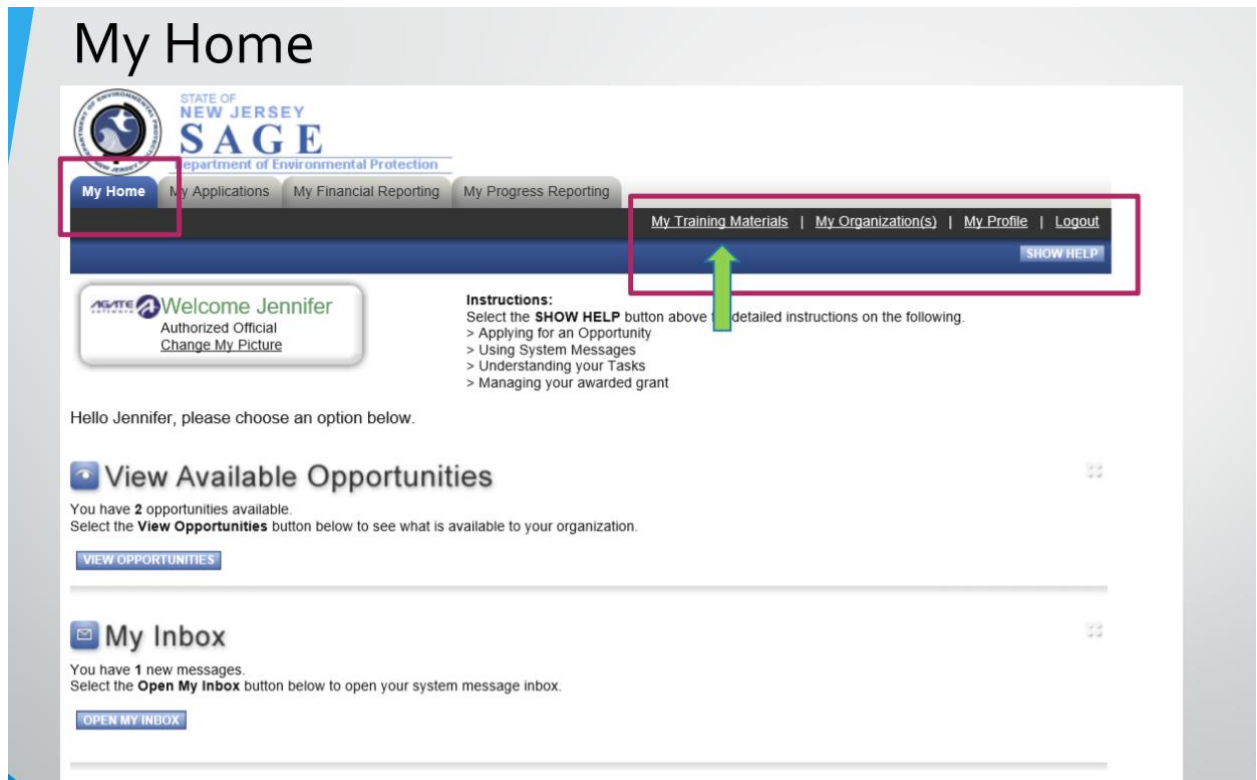 My Home
STATE OF
NEW JERSEY
SAGE
Department of Environmental Protection
My Home My Applications My Financial Reporting My Progress Reporting
My Training Materials | My Organization(s) | My Profile | Logout
SHOW HELP
AGATE Welcome Jennifer
Authorized Official
Change My Picture
Instructions:
Select the SHOW HELP button above detailed instructions on the following.
> Applying for an Opportunity
> Using System Messages
> Understanding your Tasks
> Managing your awarded grant
Hello Jennifer, please choose an option below.
View Available Opportunities
You have 2 opportunities available.
Select the View Opportunities button below to see what is available to your organization.
VIEW OPPORTUNITIES
My Inbox
You have 1 new messages.
Select the Open My Inbox button below to open your system message inbox.
OPEN MY INBOX